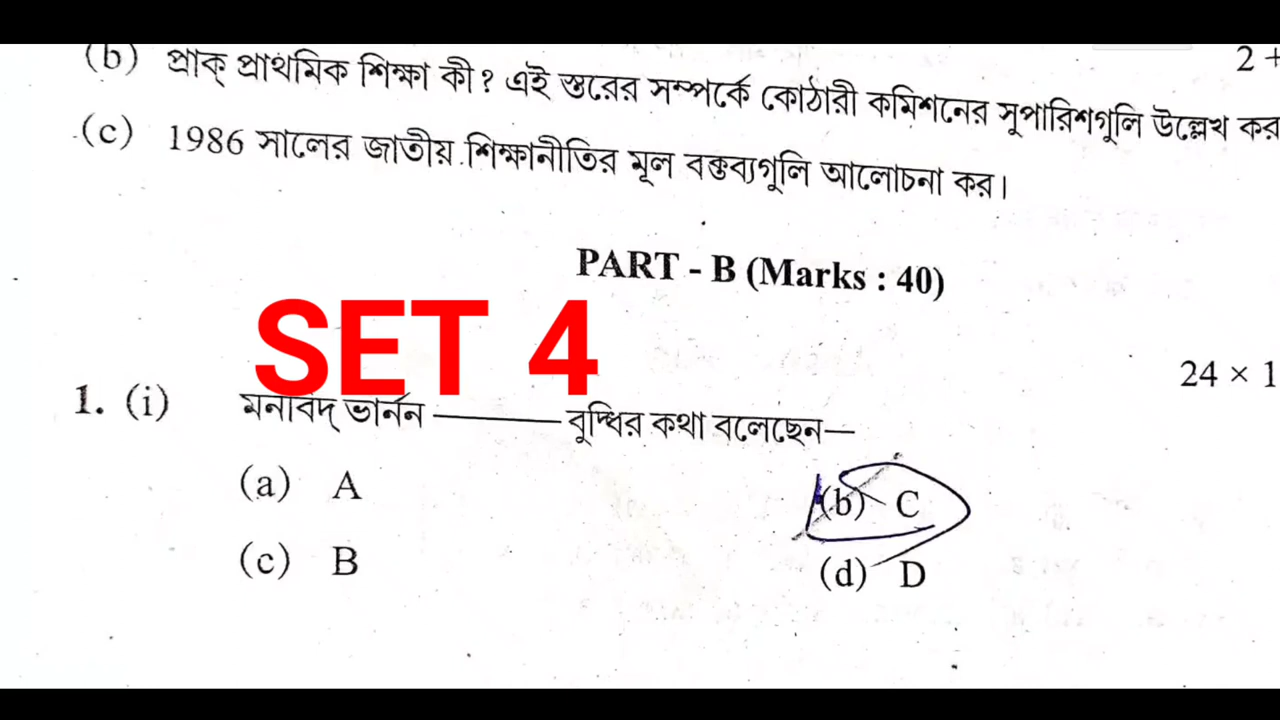 (b) প্রাক্ প্রাথমিক শিক্ষা কী? এই স্তরের সম্পর্কে কোঠারী কমিশনের সুপারিশগুলি উল্লেখ কর
2 +
(c) 1986 সালের জাতীয় শিক্ষানীতির মূল বক্তব্যগুলি আলোচনা কর।
PART - B (Marks : 40)
SET 4
24 × 1
1. (i) মনোবিদ্ ভার্নন ——— বুদ্ধির কথা বলেছেন—
(a) A (b) C
(c) B (d) D